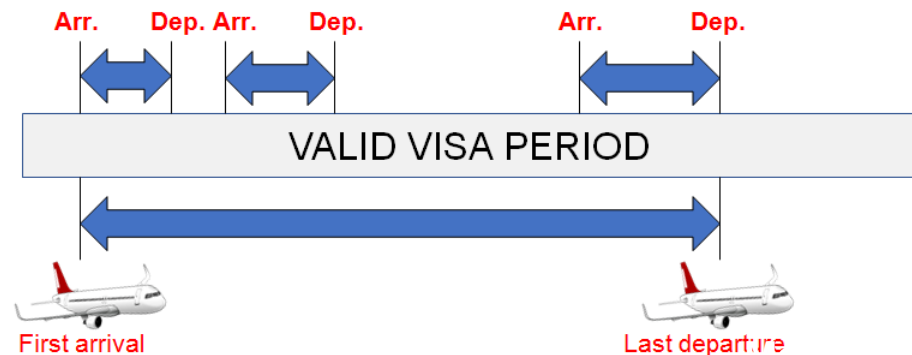 Arr. Dep. Arr. Dep. Arr. Dep.
VALID VISA PERIOD
First arrival Last departure